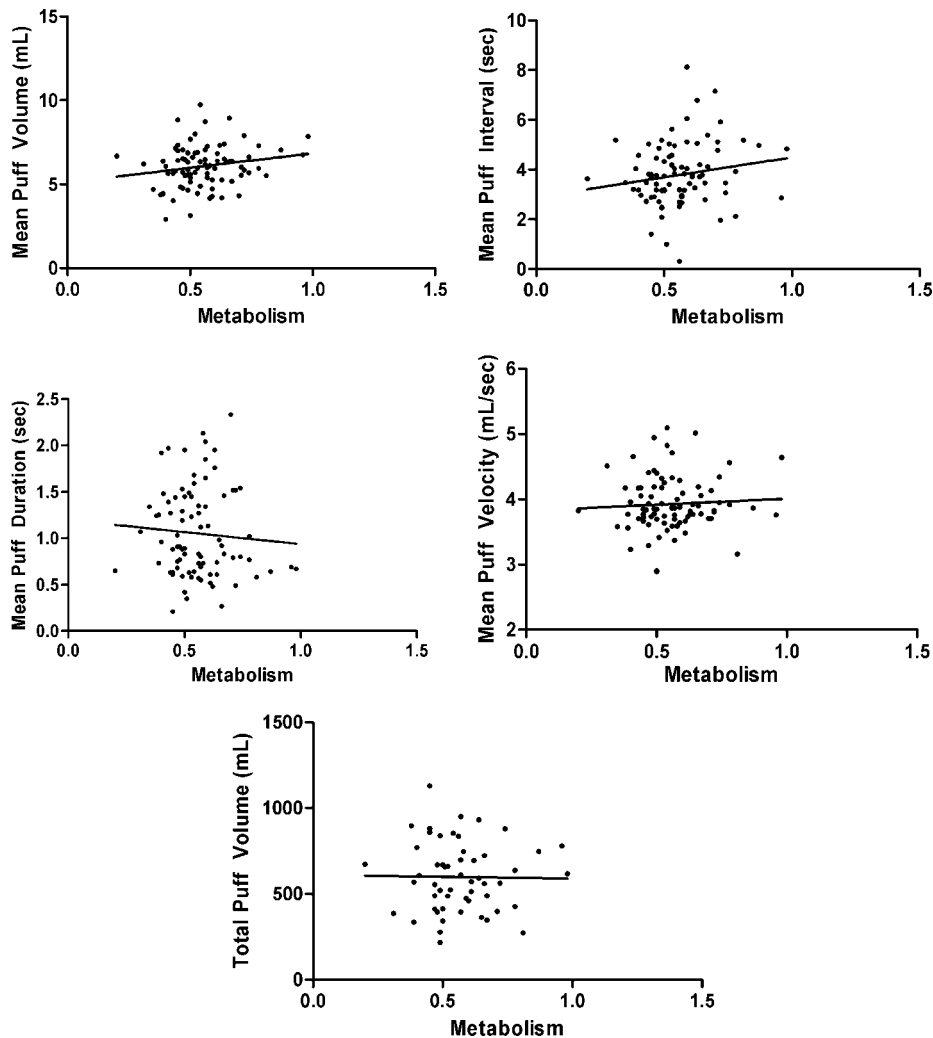 Mean Puff Volume (mL)
15
10
5
0
0.0 0.5 1.0 1.5
Metabolism
Mean Puff Interval (sec)
10
8
6
4
2
0
0.0 0.5 1.0 1.5
Metabolism
Mean Puff Duration (sec)
2.5
2.0
1.5
1.0
0.5
0.0
0.0 0.5 1.0 1.5
Metabolism
Mean Puff Velocity (mL/sec)
6
5
4
3
2
0.0 0.5 1.0 1.5
Metabolism
Total Puff Volume (mL)
1500
1000
500
0
0.0 0.5 1.0 1.5
Metabolism